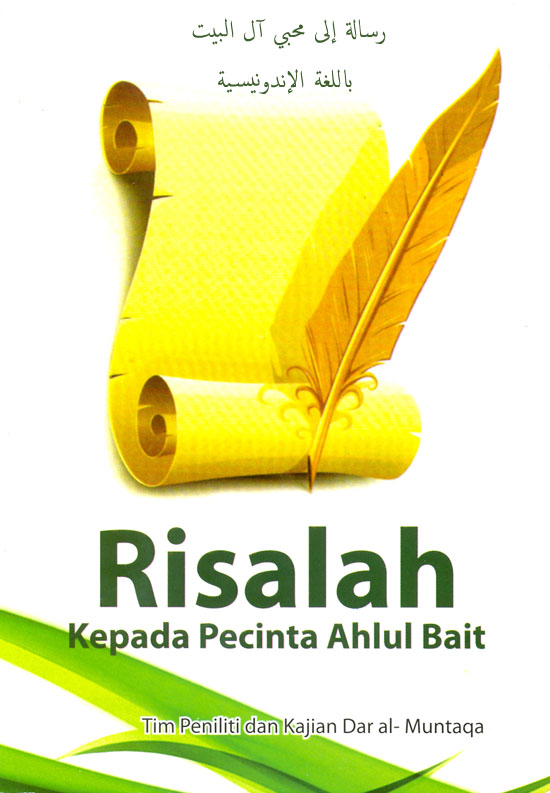 رسالة إلى محبي آل البيت
باللغة الإندونيسية
Risalah
Kepada Pecinta Ahlul Bait
Tim Peniliti dan Kajian Dar al- Muntaqa